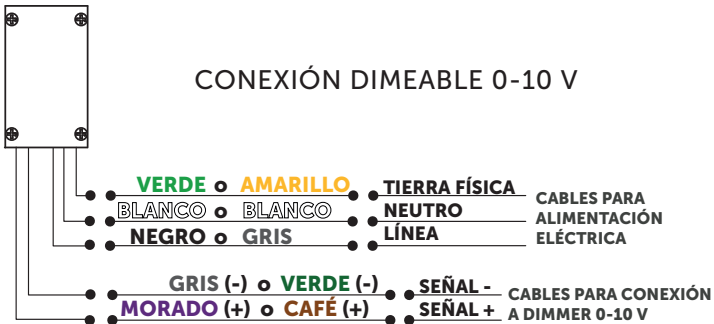 CONEXIÓN DIMEABLE 0-10 V
VERDE o AMARILLO TIERRA FÍSICA
BLANCO o BLANCO NEUTRO
NEGRO o GRIS LÍNEA
CABLES PARA
ALIMENTACIÓN
ELÉCTRICA
GRIS (-) o VERDE (-) SEÑAL -
MORADO (+) o CAFÉ (+) SEÑAL +
CABLES PARA CONEXIÓN
A DIMMER 0-10 V